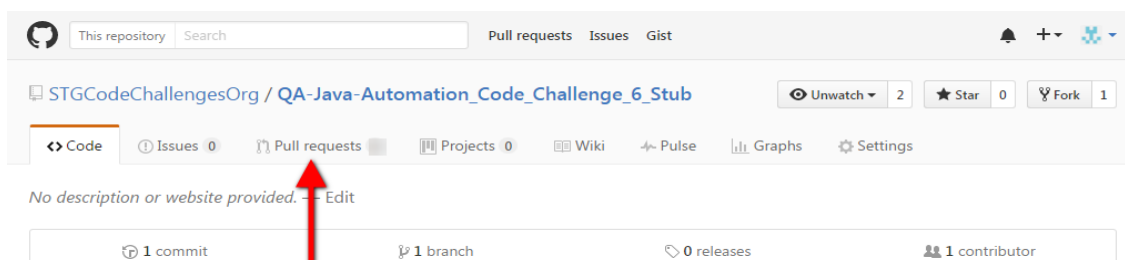 This repository Search Pull requests Issues Gist
STGCodeChallengesOrg / QA-Java-Automation_Code_Challenge_6_Stub Unwatch 2 Star 0 Fork 1
Code Issues 0 Pull requests Projects 0 Wiki Pulse Graphs Settings
No description or website provided. — Edit
1 commit 1 branch 0 releases 1 contributor